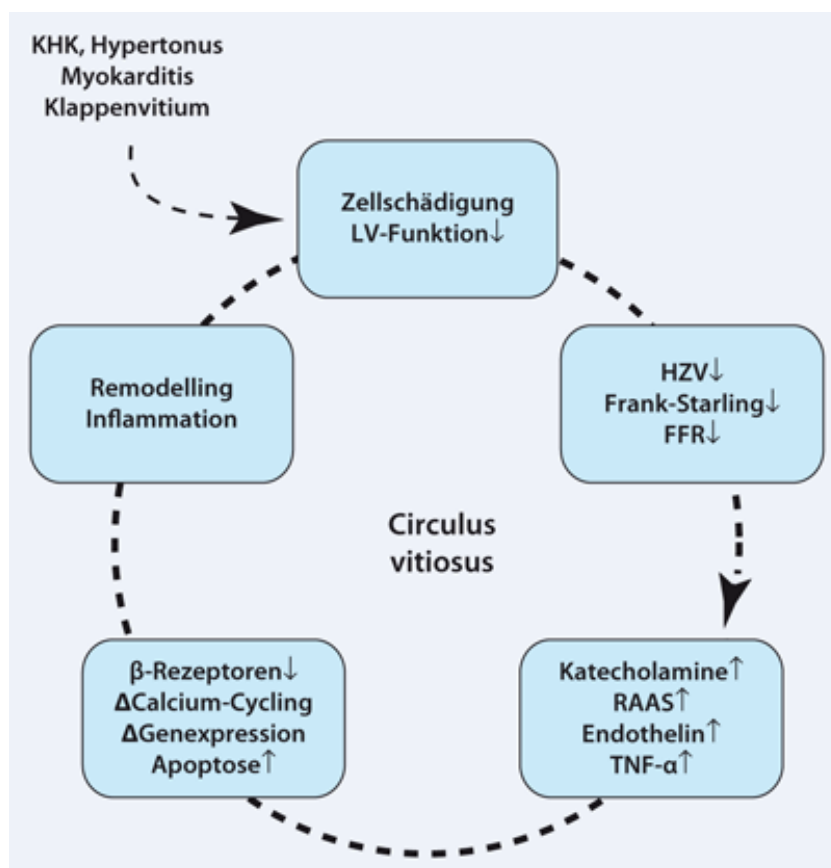 KHK, Hypertonus
Myokarditis
Klappenvitium
Zellschädigung
LV-Funktion↓
HZV↓
Frank-Starling↓
FFR↓
Katecholamine↑
RAAS↑
Endothelin↑
TNF-α↑
β-Rezeptoren↓
ΔCalcium-Cycling
ΔGenexpression
Apoptose↑
Remodelling
Inflammation
Circulus
vitiosus